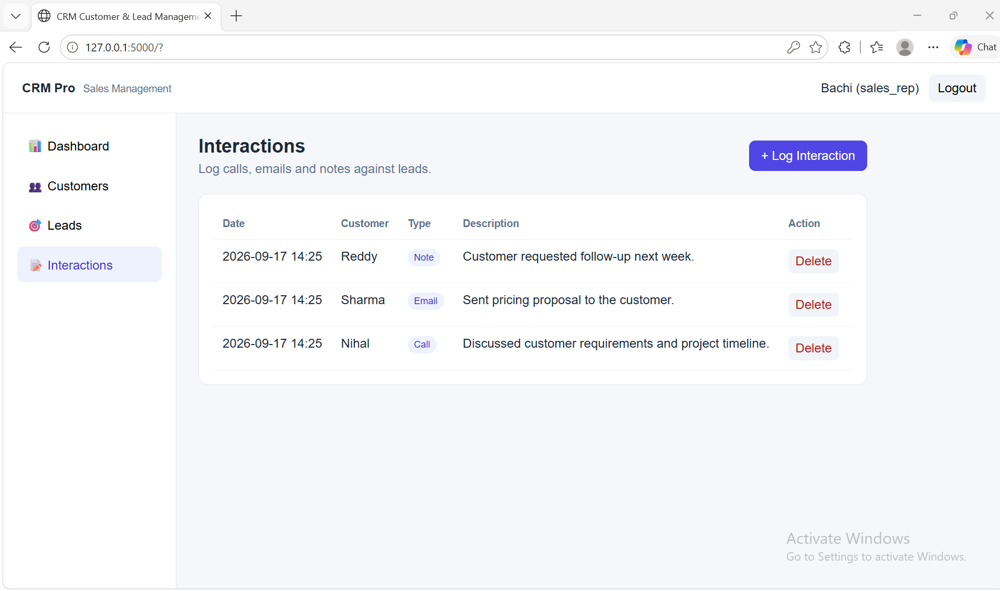 CRM Customer & Lead Manageme
127.0.0.1:5000/?
Chat
CRM Pro Sales Management
Bachi (sales_rep) Logout
Dashboard
Customers
Leads
Interactions
Interactions
Log calls, emails and notes against leads.
+ Log Interaction
Date Customer Type Description Action
2026-09-17 14:25 Reddy Note Customer requested follow-up next week. Delete
2026-09-17 14:25 Sharma Email Sent pricing proposal to the customer. Delete
2026-09-17 14:25 Nihal Call Discussed customer requirements and project timeline. Delete
Activate Windows
Go to Settings to activate Windows.